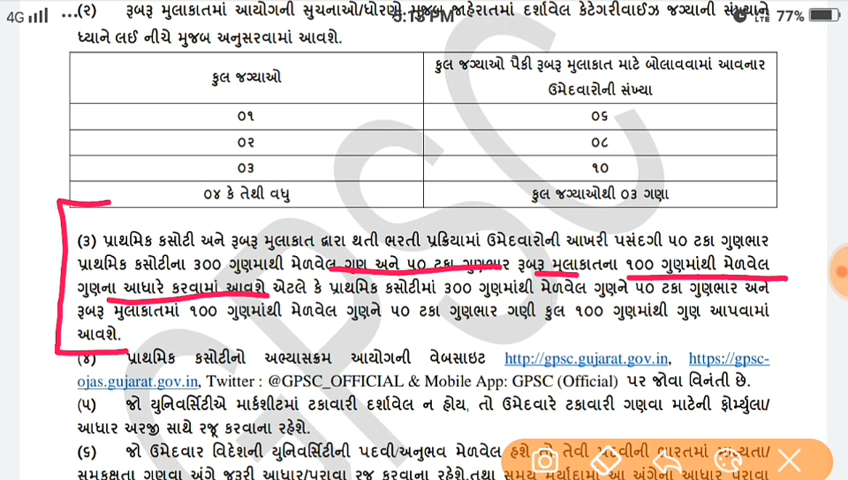 4G 5:13 PM LTE 77%
(૨) રૂબરૂ મુલાકાતમાં આયોગની સુચનાઓ/ધોરણો મુજબ જાહેરાતમાં દર્શાવેલ કેટેગરીવાઈઝ જગ્યાની સંખ્યાને
ધ્યાને લઈ નીચે મુજબ અનુસરવામાં આવશે.
કુલ જગ્યાઓ
કુલ જગ્યાઓ પૈકી રૂબરૂ મુલાકાત માટે બોલાવવામાં આવનાર
ઉમેદવારોની સંખ્યા
૦૧ ૦૬
૦૨ ૦૮
૦૩ ૧૦
૦૪ કે તેથી વધુ કુલ જગ્યાઓથી ૦૩ ગણા
(૩) પ્રાથમિક કસોટી અને રૂબરૂ મુલાકાત દ્વારા થતી ભરતી પ્રક્રિયામાં ઉમેદવારોની આખરી પસંદગી ૫૦ ટકા ગુણભાર
પ્રાથમિક કસોટીના ૩૦૦ ગુણમાથી મેળવેલ ગુણ અને ૫૦ ટકા ગુણભાર રૂબરૂ મુલાકાતના ૧૦૦ ગુણમાંથી મેળવેલ
ગુણના આધારે કરવામાં આવશે એટલે કે પ્રાથમિક કસોટીમાં ૩૦૦ ગુણમાંથી મેળવેલ ગુણને ૫૦ ટકા ગુણભાર અને
રૂબરૂ મુલાકાતમાં ૧૦૦ ગુણમાંથી મેળવેલ ગુણને ૫૦ ટકા ગુણભાર ગણી કુલ ૧૦૦ ગુણમાંથી ગુણ આપવામાં
આવશે.
(૪) પ્રાથમિક કસોટીનો અભ્યાસક્રમ આયોગની વેબસાઇટ http://gpsc.gujarat.gov.in, https://gpsc-
ojas.gujarat.gov.in, Twitter : @GPSC_OFFICIAL & Mobile App: GPSC (Official) પર જોવા વિનંતી છે.
(૫) જો યુનિવર્સિટીએ માર્કશીટમાં ટકાવારી દર્શાવેલ ન હોય, તો ઉમેદવારે ટકાવારી ગણવા માટેની ફોર્મ્યુલા/
આધાર અરજી સાથે રજૂ કરવાના રહેશે.
(૬) જો ઉમેદવાર વિદેશની યુનિવર્સિટીની પદવી/અનુભવ મેળવેલ હશે તો તેવી પદવીની બાબતમાં માન્યતા/
સમકક્ષતા ગણવા અંગે જરૂરી આધાર/પુરાવા રજૂ કરવાના રહેશે.તથા સમય મર્યાદામાં આ અંગેનો આધાર પુરાવા
GPSC